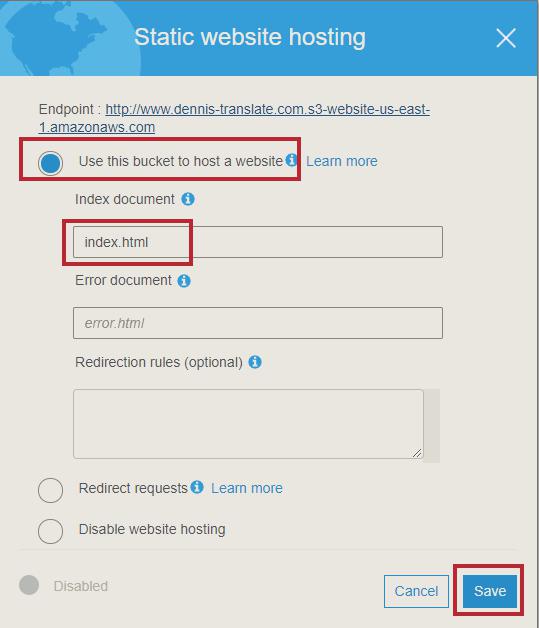 Static website hosting
Endpoint : http://www.dennis-translate.com.s3-website-us-east-
1.amazonaws.com
Use this bucket to host a website Learn more
Index document
index.html
Error document
error.html
Redirection rules (optional)
Redirect requests Learn more
Disable website hosting
Disabled
Cancel Save